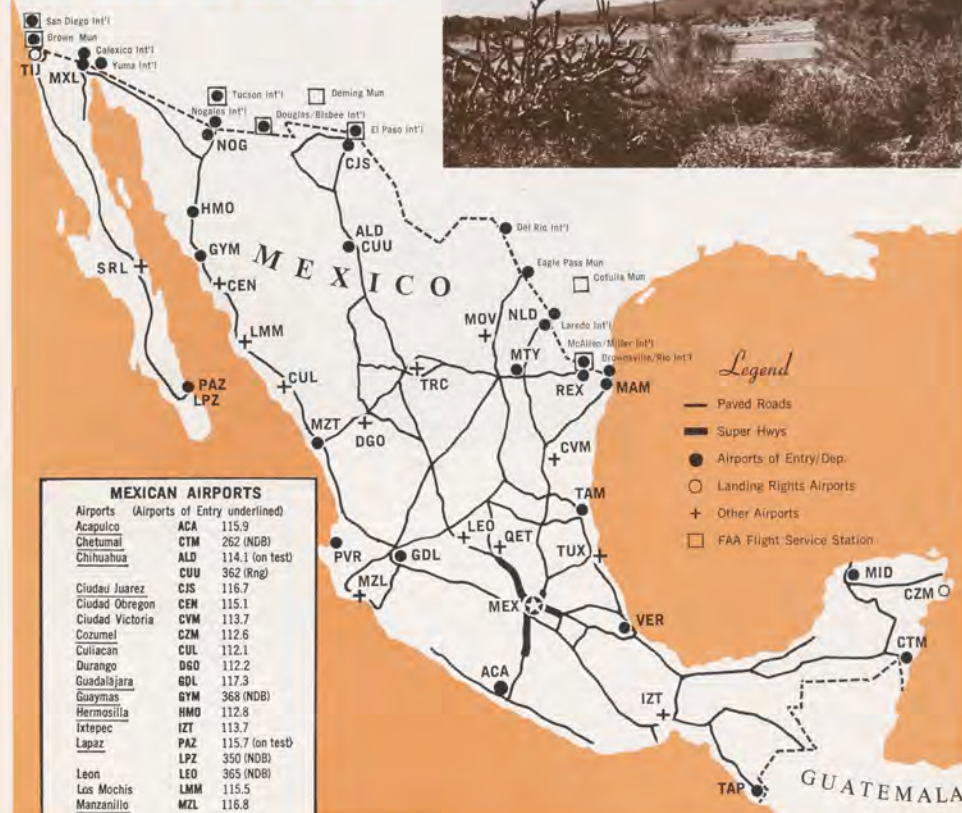 San Diego Int'l
Brown Mun
TIJ
Calexico Int'l
Yuma Int'l
MXL
Tucson Int'l
Deming Mun
Nogales Int'l
Douglas/Bisbee Int'l
El Paso Int'l
NOG
CJS
HMO
ALD
CUU
GYM
Del Rio Int'l
MEXICO
SRL
CEN
Eagle Pass Mun
Cotulla Mun
LMM
MOV
NLD
Laredo Int'l
McAllen/Miller Int'l
MTY
Brownsville/Rio Int'l
PAZ
LPZ
CUL
TRC
REX
MAM
MZT
DGO
CVM
TAM
LEO
QET
TUX
PVR
GDL
MZL
MEX
VER
MID
CZM
CTM
ACA
IZT
TAP
GUATEMALA
Legend
Paved Roads
Super Hwys
Airports of Entry/Dep.
Landing Rights Airports
Other Airports
FAA Flight Service Station
MEXICAN AIRPORTS
Airports (Airports of Entry underlined)
Acapulco ACA 115.9
Chetumal CTM 262 (NDB)
Chihuahua ALD 114.1 (on test)
CUU 362 (Rng)
Ciudau Juarez CJS 116.7
Ciudad Obregon CEN 115.1
Ciudad Victoria CVM 113.7
Cozumel CZM 112.6
Culiacan CUL 112.1
Durango DGO 112.2
Guadalajara GDL 117.3
Guaymas GYM 368 (NDB)
Hermosilla HMO 112.8
Ixtepec IZT 113.7
Lapaz PAZ 115.7 (on test)
LPZ 350 (NDB)
Leon LEO 365 (NDB)
Los Mochis LMM 115.5
Manzanillo MZL 116.8